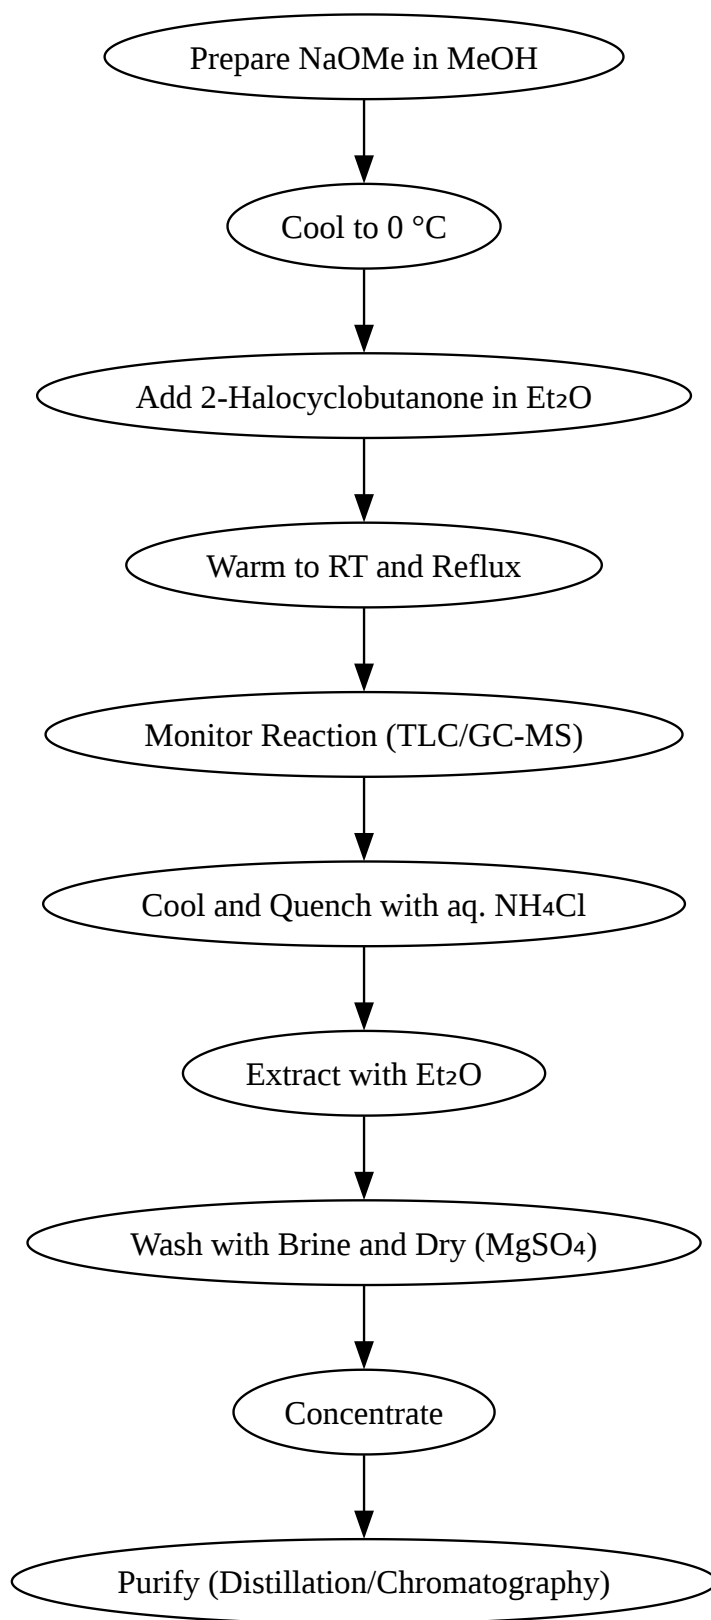 Prepare NaOMe in MeOH
Cool to 0 °C
Add 2-Halocyclobutanone in Et₂O
Warm to RT and Reflux
Monitor Reaction (TLC/GC-MS)
Cool and Quench with aq. NH₄Cl
Extract with Et₂O
Wash with Brine and Dry (MgSO₄)
Concentrate
Purify (Distillation/Chromatography)